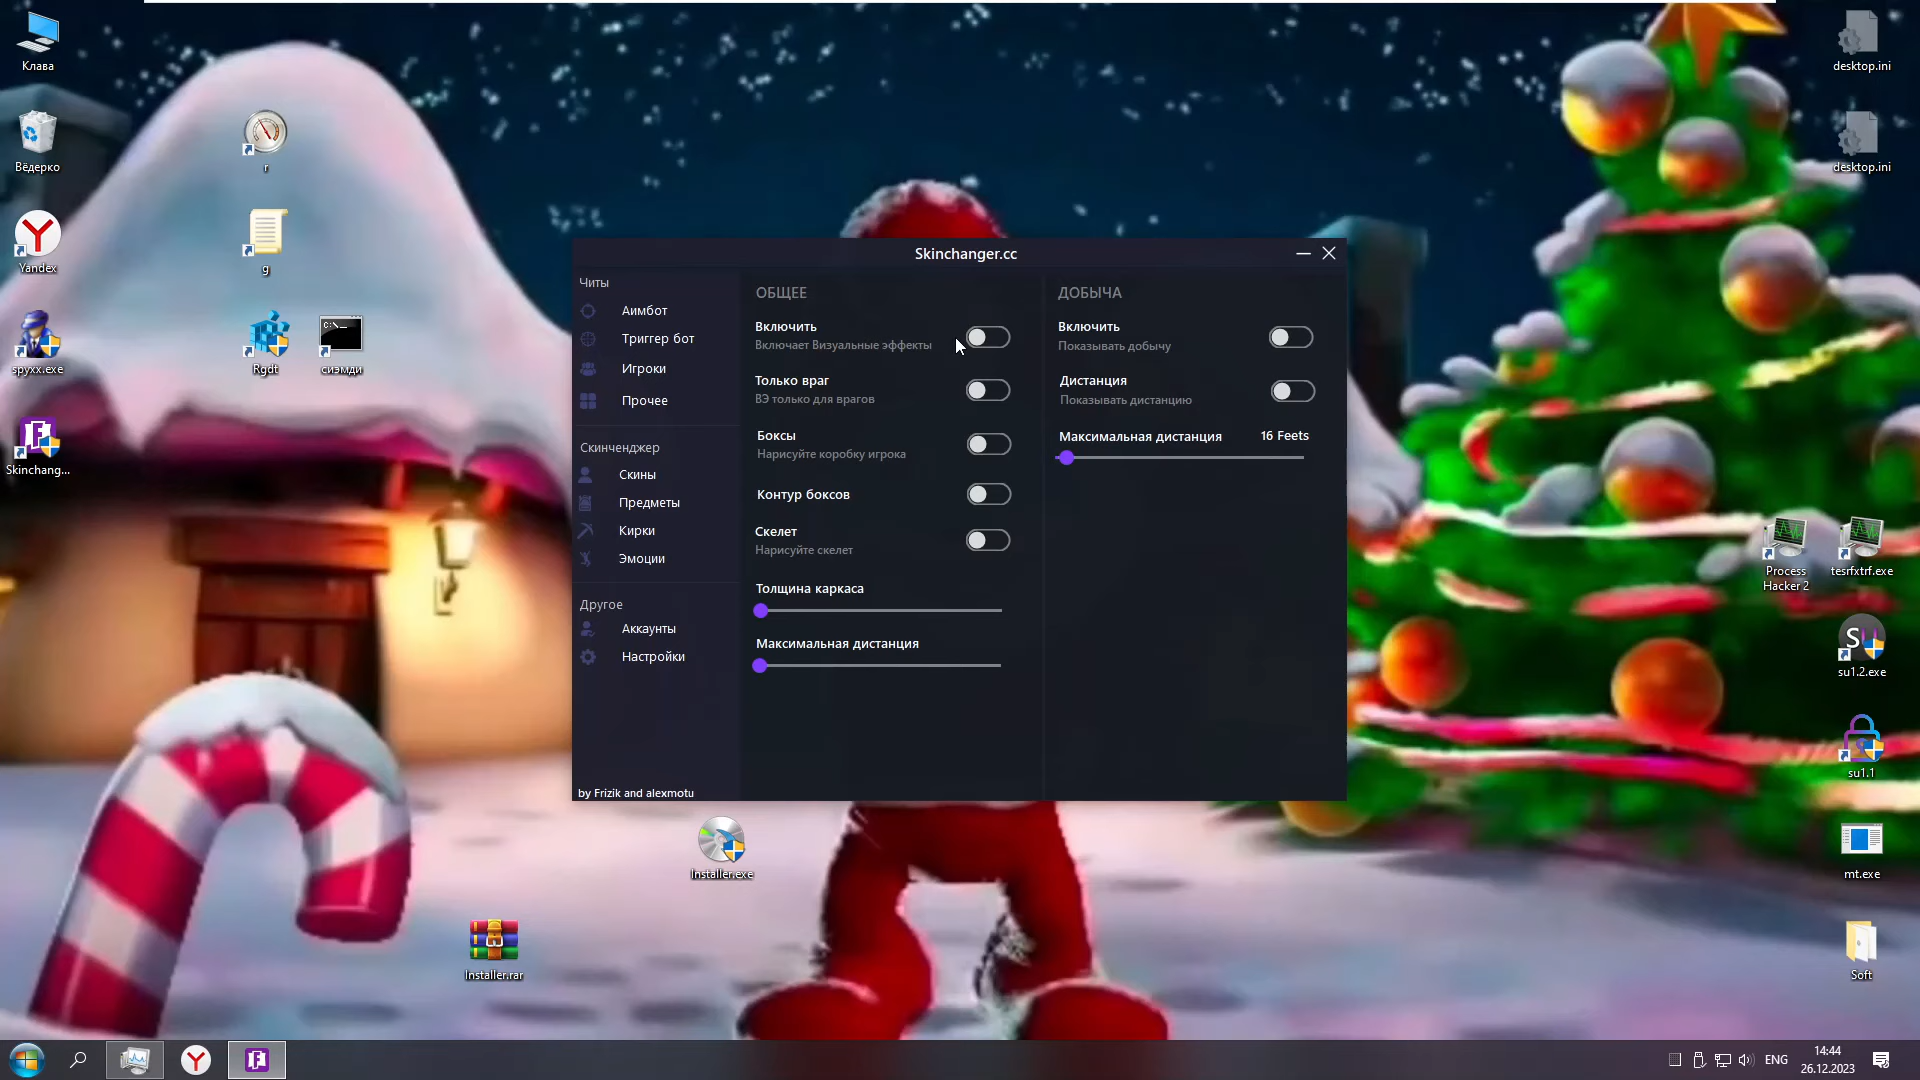 Клава
Вёдерко
Yandex
spyxx.exe
Skinchang...
r
g
Rgdt
сиэмди
Skinchanger.cc
Читы
Аимбот
Триггер бот
Игроки
Прочее
Скинченджер
Скины
Предметы
Кирки
Эмоции
Другое
Аккаунты
Настройки
by Frizik and alexmotu
ОБЩЕЕ
Включить
Включает Визуальные эффекты
Только враг
ВЭ только для врагов
Боксы
Нарисуйте коробку игрока
Контур боксов
Скелет
Нарисуйте скелет
Толщина каркаса
Максимальная дистанция
ДОБЫЧА
Включить
Показывать добычу
Дистанция
Показывать дистанцию
Максимальная дистанция 16 Feets
Installer.exe
Installer.rar
desktop.ini
desktop.ini
Process
Hacker 2
tesrfxtrf.exe
su1.2.exe
su1.1
mt.exe
Soft
ENG
14:44
26.12.2023